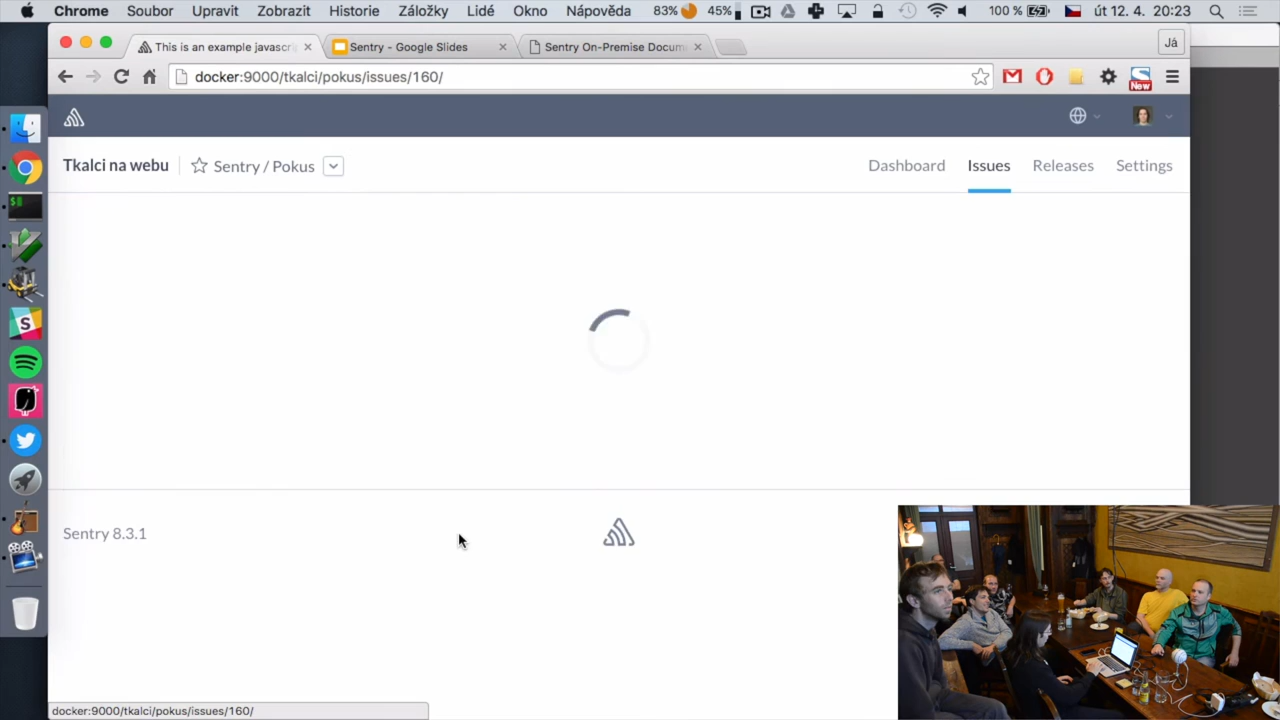 Chrome Soubor Upravit Zobrazit Historie Záložky Lidé Okno Nápověda 83% 45% 100 % út 12. 4. 20:23
This is an example javascri Sentry - Google Slides Sentry On-Premise Docum Já
docker:9000/tkalci/pokus/issues/160/ New
Tkalci na webu Sentry / Pokus Dashboard Issues Releases Settings
Sentry 8.3.1
docker:9000/tkalci/pokus/issues/160/